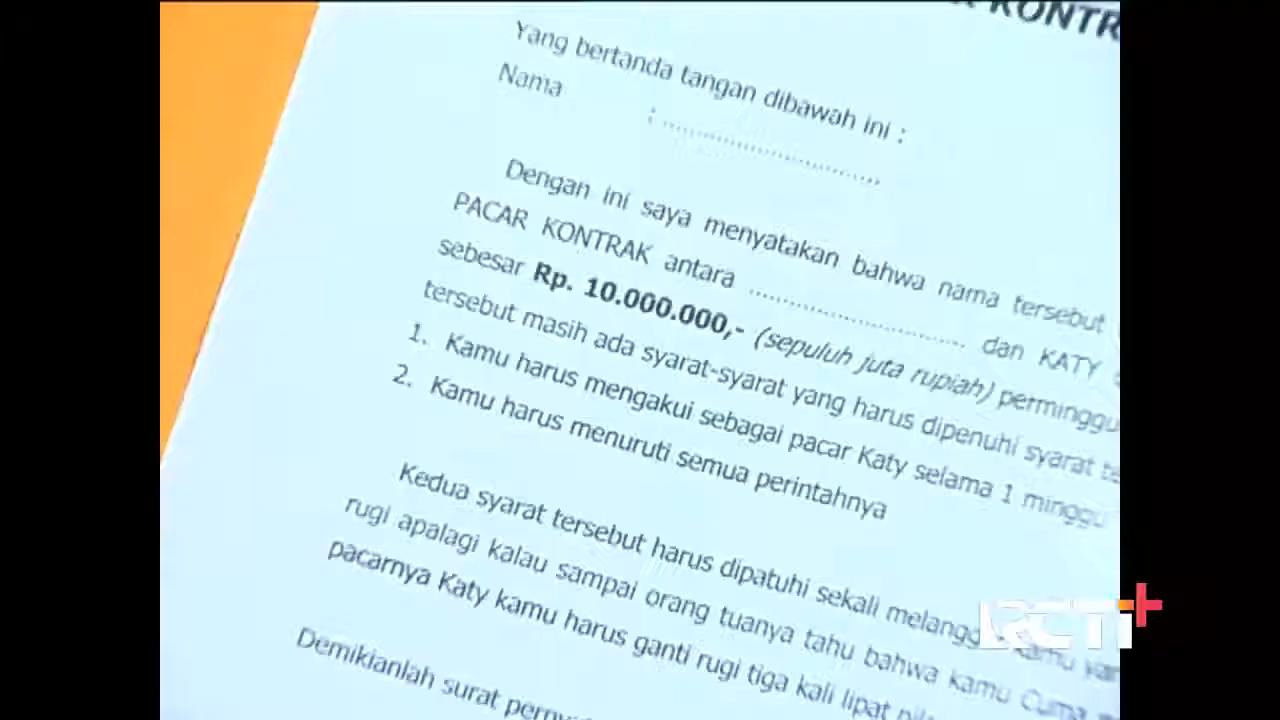 KONTR
Yang bertanda tangan dibawah ini :
Nama : ..............................
Dengan ini saya menyatakan bahwa nama tersebut
PACAR KONTRAK antara .............................. dan KATY
sebesar Rp. 10.000.000,- (sepuluh juta rupiah) perminggu
tersebut masih ada syarat-syarat yang harus dipenuhi syarat te
1. Kamu harus mengakui sebagai pacar Katy selama 1 minggu
2. Kamu harus menuruti semua perintahnya
Kedua syarat tersebut harus dipatuhi sekali melangg kamu yan
rugi apalagi kalau sampai orang tuanya tahu bahwa kamu Cuma
pacarnya Katy kamu harus ganti rugi tiga kali lipat
Demikianlah surat
RCTI+